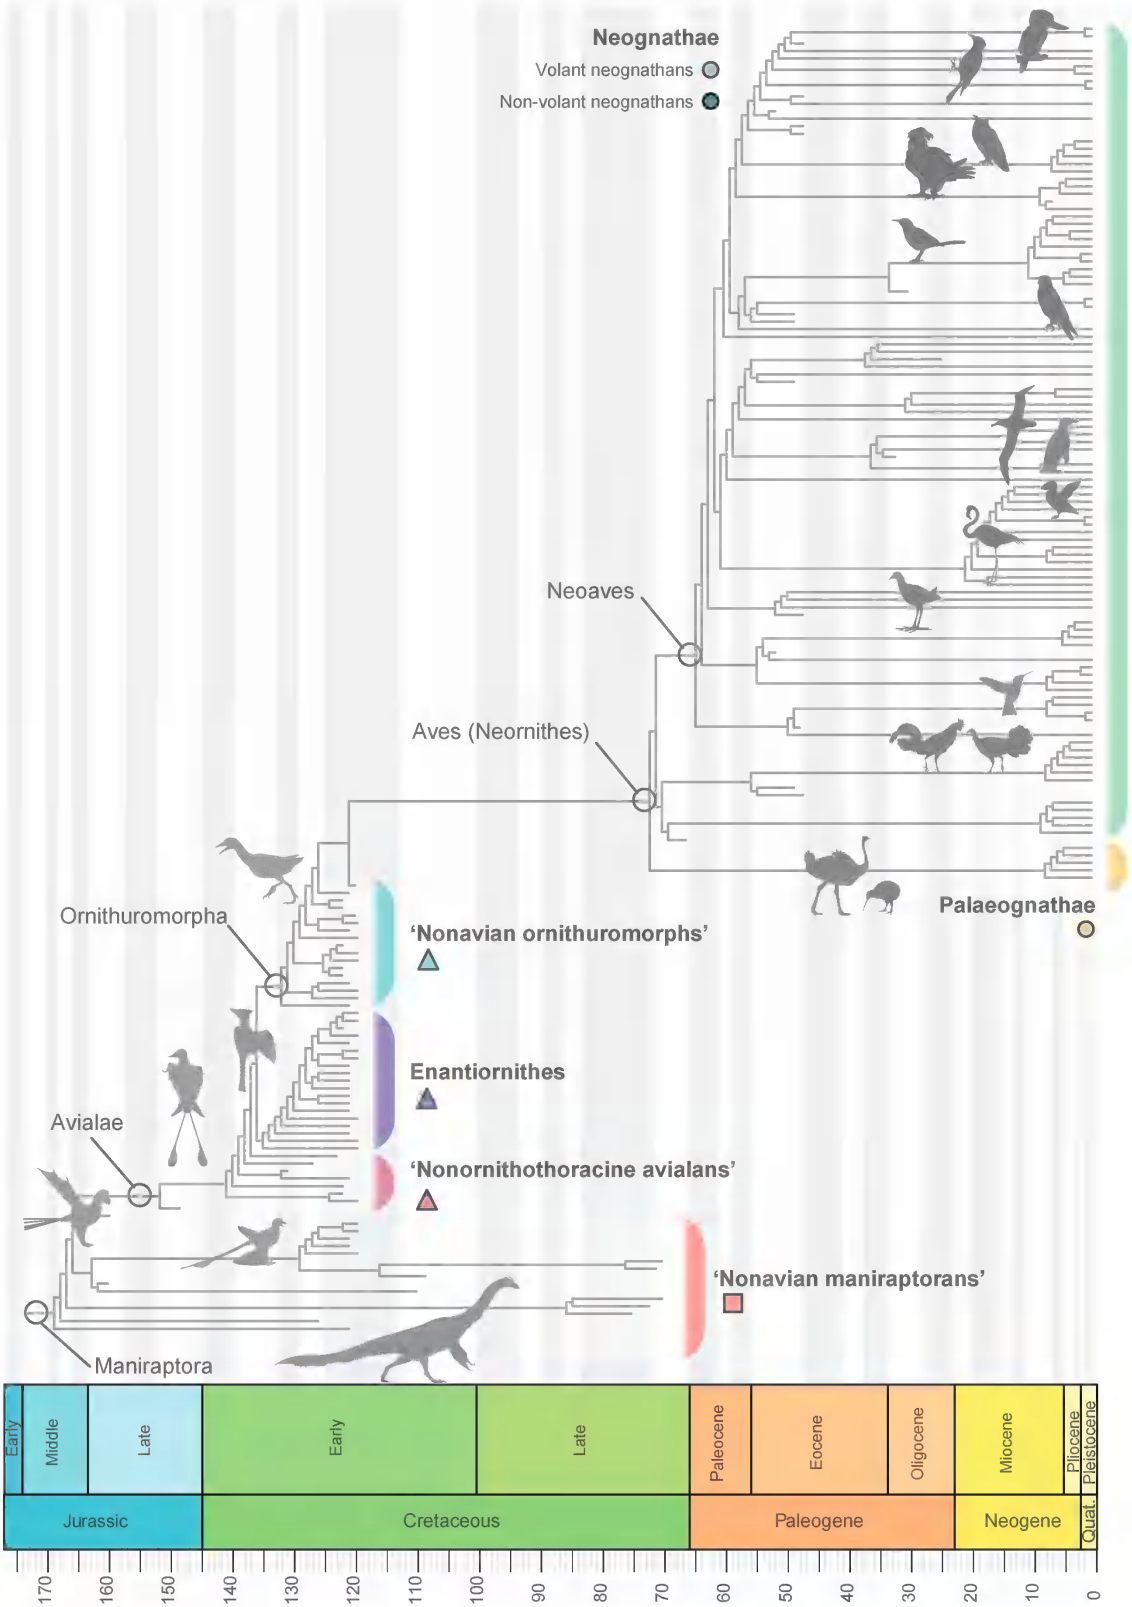 Neognathae
Volant neognathans
Non-volant neognathans
Neoaves
Aves (Neornithes)
Palaeognathae
Ornithuromorpha
‘Nonavian ornithuromorphs’
Enantiornithes
Avialae
‘Nonornithothoracine avialans’
‘Nonavian maniraptorans’
Maniraptora
Early
Middle
Late
Early
Late
Paleocene
Eocene
Oligocene
Miocene
Pliocene
Pleistocene
Jurassic
Cretaceous
Paleogene
Neogene
Quat.
170 160 150 140 130 120 110 100 90 80 70 60 50 40 30 20 10 0